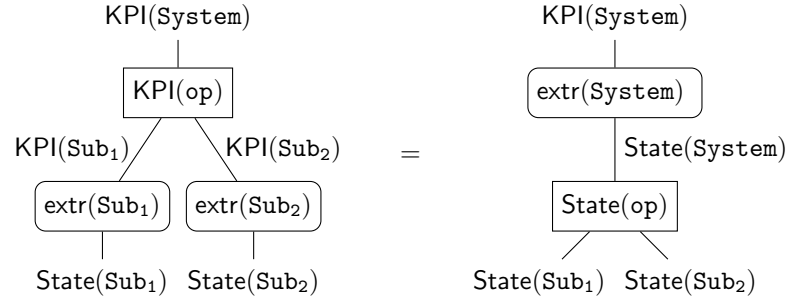 KPI(System) KPI(System)
KPI(op) extr(System)
KPI(Sub₁) KPI(Sub₂) = State(System)
extr(Sub₁) extr(Sub₂) State(op)
State(Sub₁) State(Sub₂) State(Sub₁) State(Sub₂)